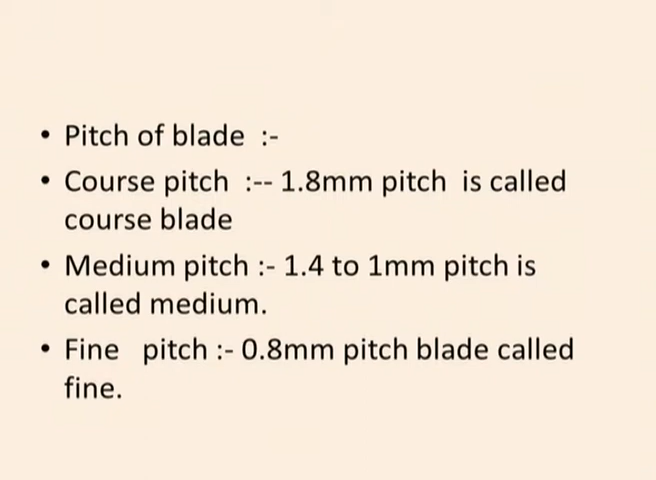 • Pitch of blade :-
• Course pitch :-- 1.8mm pitch is called
course blade
• Medium pitch :- 1.4 to 1mm pitch is
called medium.
• Fine pitch :- 0.8mm pitch blade called
fine.